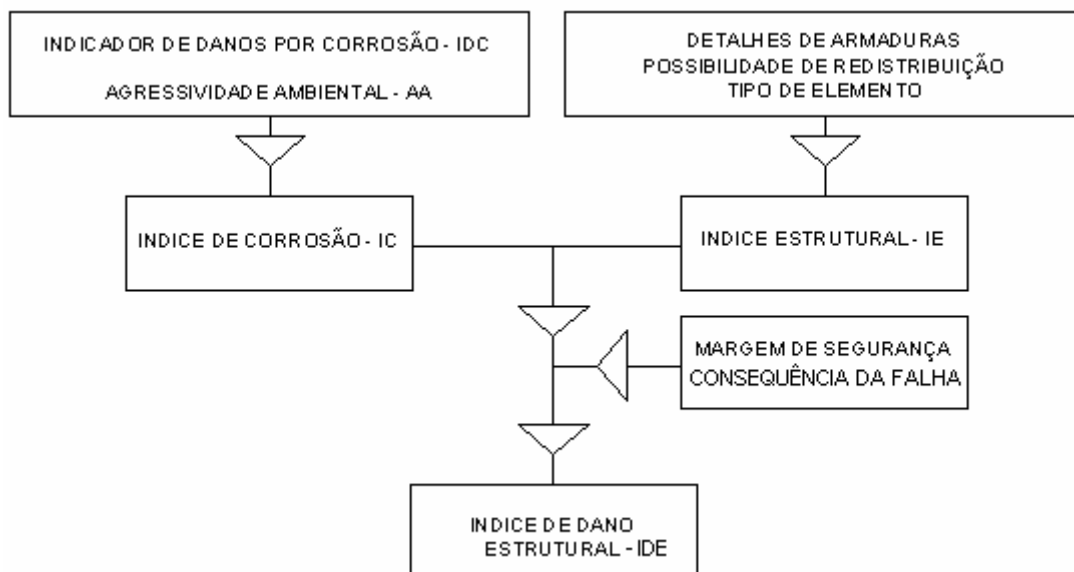 INDICADOR DE DANOS POR CORROSÃO - IDC
AGRESSIVIDADE AMBIENTAL - AA
DETALHES DE ARMADURAS
POSSIBILIDADE DE REDISTRIBUIÇÃO
TIPO DE ELEMENTO
INDICE DE CORROSÃO - IC
INDICE ESTRUTURAL - IE
MARGEM DE SEGURANÇA
CONSEQUÊNCIA DA FALHA
INDICE DE DANO
ESTRUTURAL - IDE